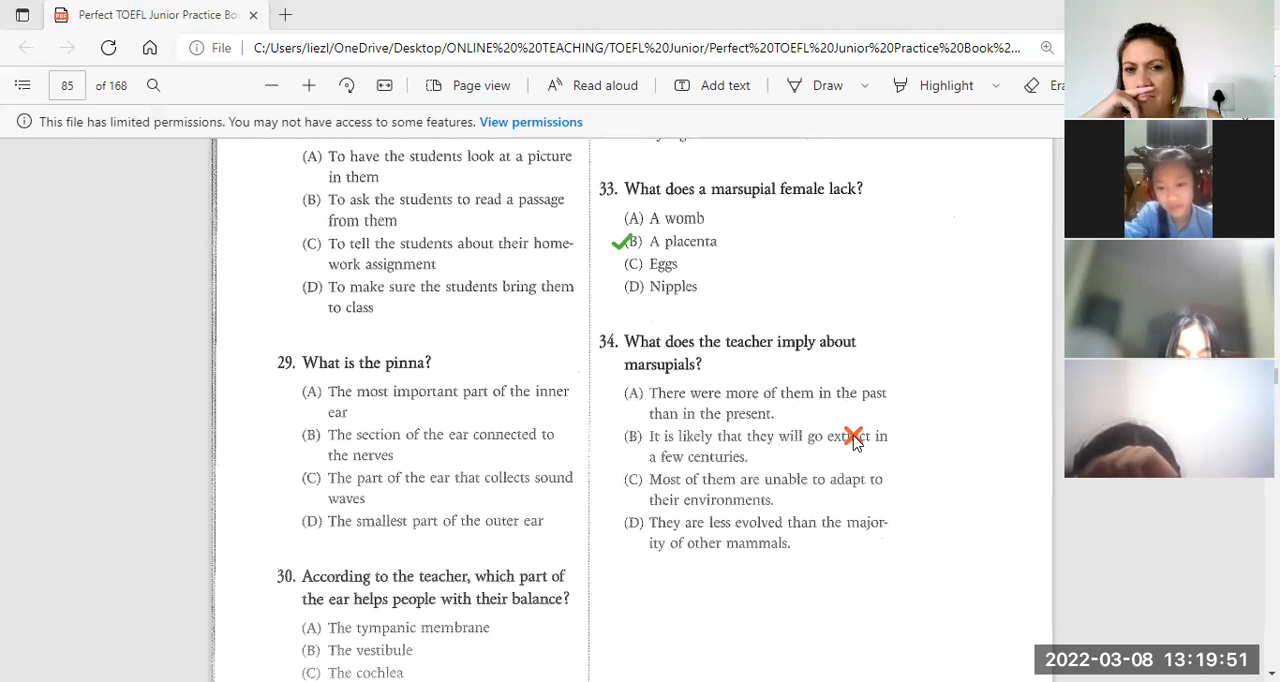 Perfect TOEFL Junior Practice Bo
File
C:/Users/liezl/OneDrive/Desktop/ONLINE%20%20TEACHING/TOEFL%20Junior/Perfect%20TOEFL%20Junior%20Practice%20Book%2...
85 of 168
Page view
Read aloud
Add text
Draw
Highlight
Era
This file has limited permissions. You may not have access to some features. View permissions
(A) To have the students look at a picture
in them
(B) To ask the students to read a passage
from them
(C) To tell the students about their home-
work assignment
(D) To make sure the students bring them
to class
29. What is the pinna?
(A) The most important part of the inner
ear
(B) The section of the ear connected to
the nerves
(C) The part of the ear that collects sound
waves
(D) The smallest part of the outer ear
30. According to the teacher, which part of
the ear helps people with their balance?
(A) The tympanic membrane
(B) The vestibule
(C) The cochlea
33. What does a marsupial female lack?
(A) A womb
(B) A placenta
(C) Eggs
(D) Nipples
34. What does the teacher imply about
marsupials?
(A) There were more of them in the past
than in the present.
(B) It is likely that they will go extinct in
a few centuries.
(C) Most of them are unable to adapt to
their environments.
(D) They are less evolved than the major-
ity of other mammals.
2022-03-08 13:19:51